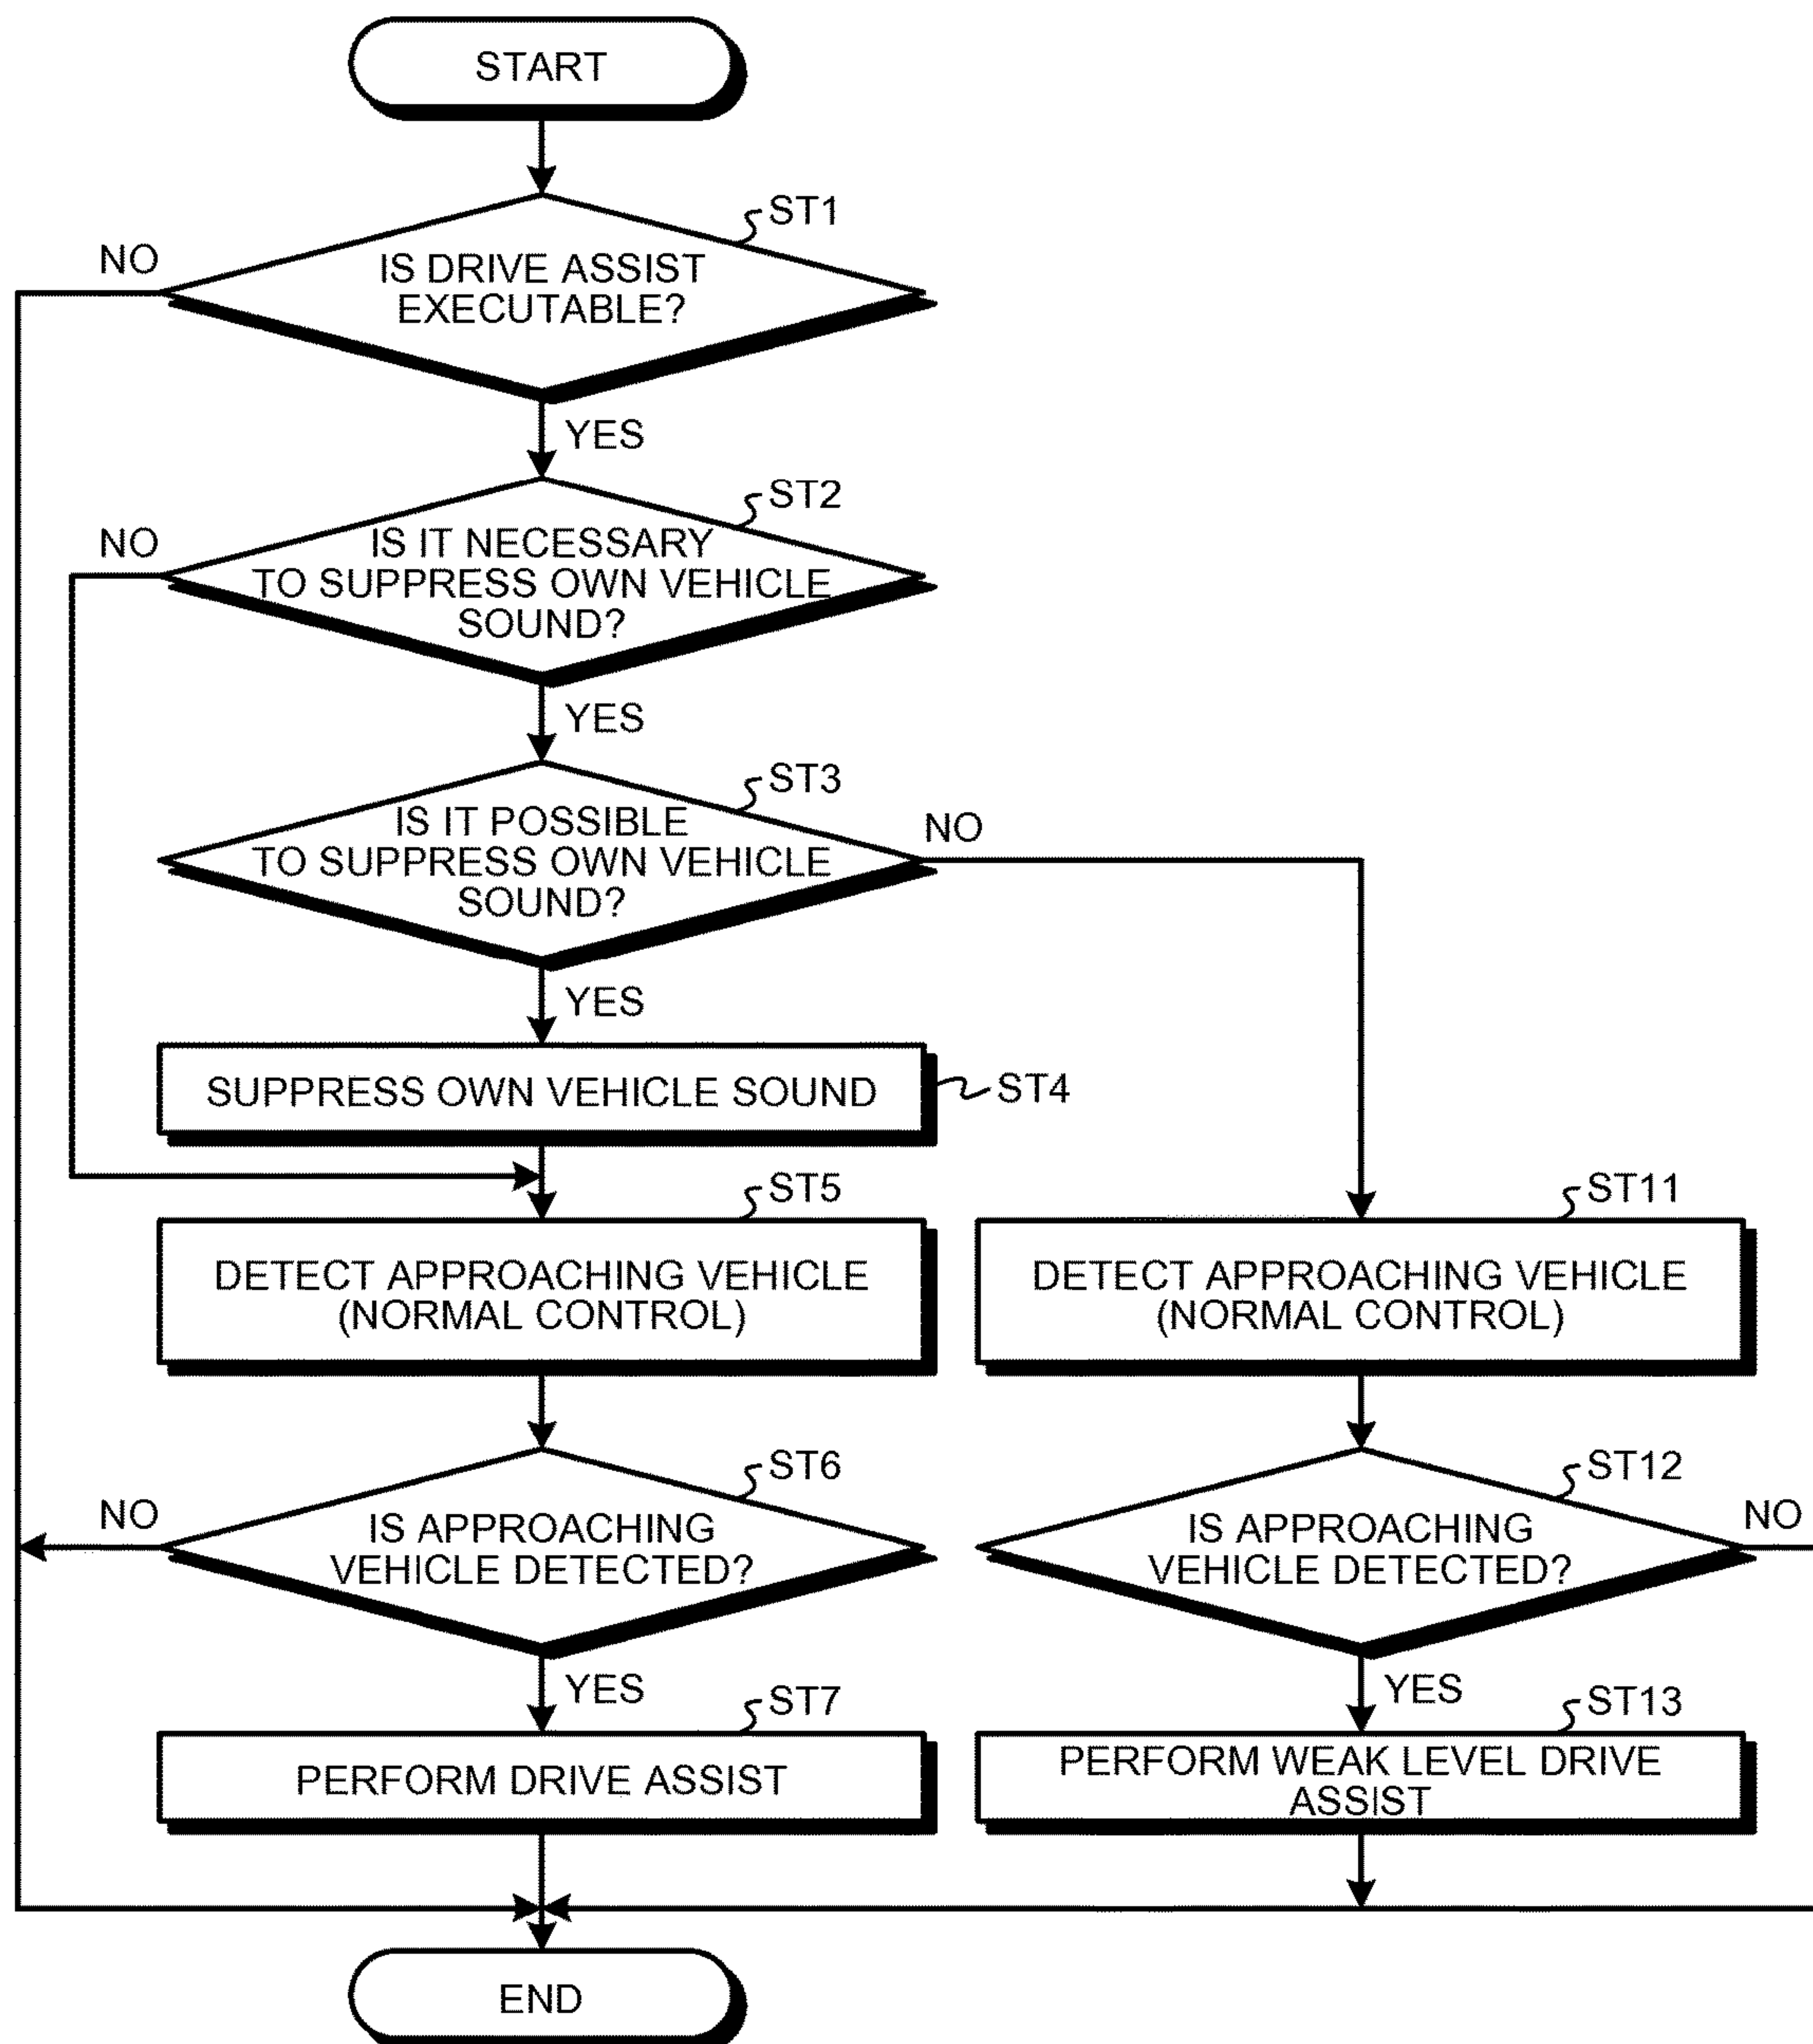 START
ST1
NO
IS DRIVE ASSIST
EXECUTABLE?
YES
ST2
NO
IS IT NECESSARY
TO SUPPRESS OWN VEHICLE
SOUND?
YES
ST3
IS IT POSSIBLE
TO SUPPRESS OWN VEHICLE
SOUND?
NO
YES
SUPPRESS OWN VEHICLE SOUND
ST4
ST5
DETECT APPROACHING VEHICLE
(NORMAL CONTROL)
ST11
DETECT APPROACHING VEHICLE
(NORMAL CONTROL)
ST6
NO
IS APPROACHING
VEHICLE DETECTED?
ST12
IS APPROACHING
VEHICLE DETECTED?
NO
YES
ST7
PERFORM DRIVE ASSIST
YES
ST13
PERFORM WEAK LEVEL DRIVE
ASSIST
END